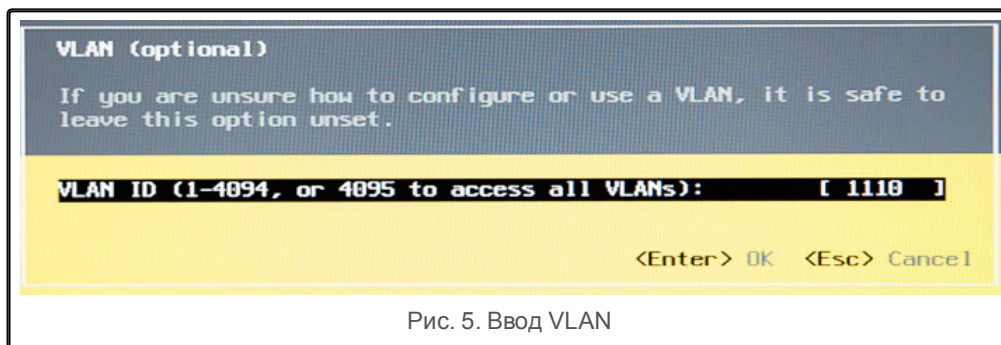 VLAN (optional)
If you are unsure how to configure or use a VLAN, it is safe to
leave this option unset.
VLAN ID (1-4094, or 4095 to access all VLANs): [ 1110 ]
<Enter> OK <Esc> Cancel
Рис. 5. Ввод VLAN